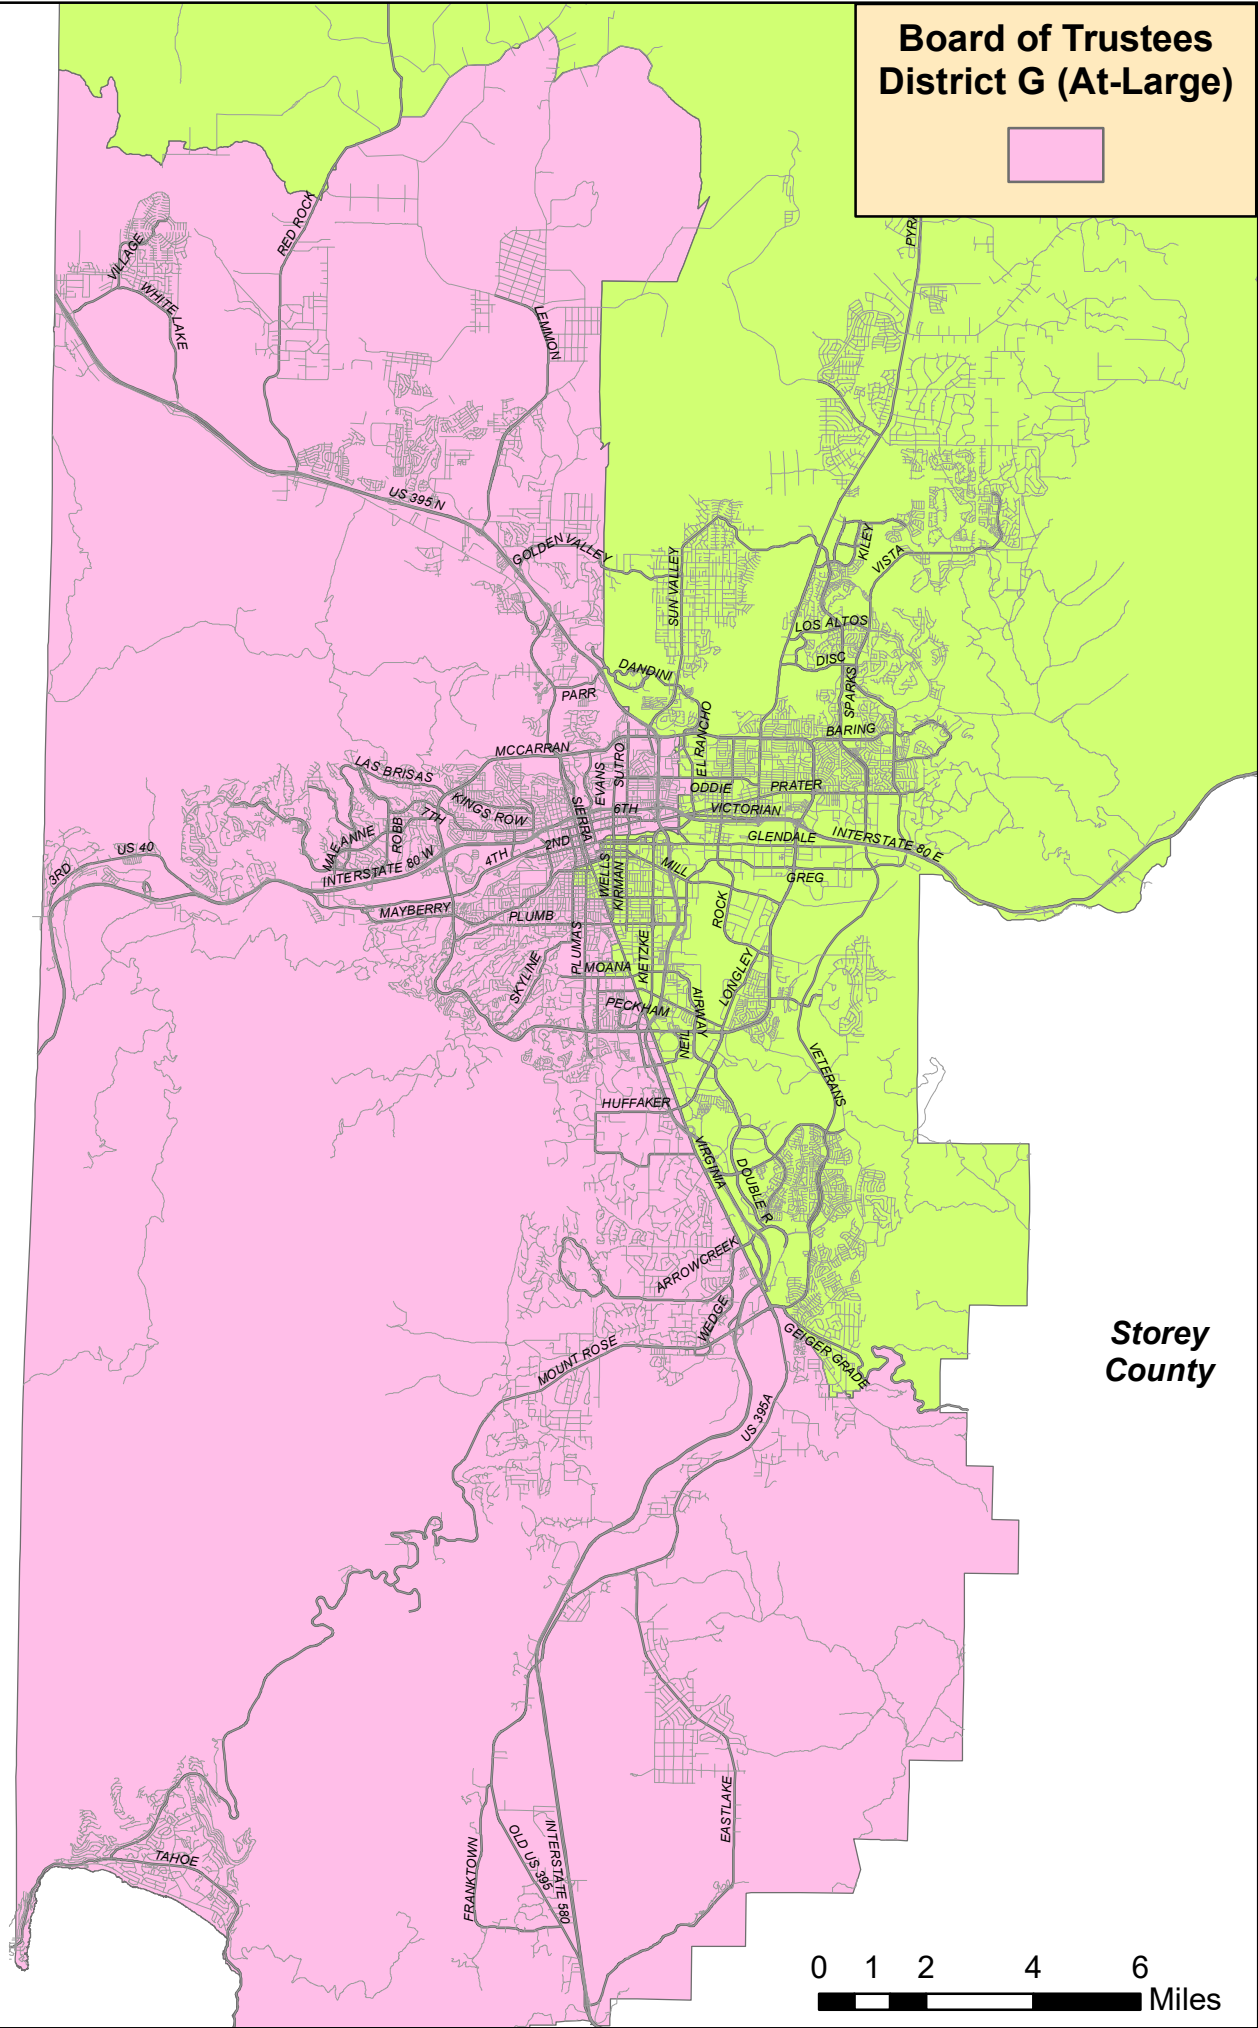 Board of Trustees
District G (At-Large)
PYRA
RED ROCK
VILLAGE
WHITE LAKE
LEMMON
US 395 N
GOLDEN VALLEY
SUN VALLEY
KILEY
VISTA
LOS ALTOS
DISC
SPARKS
DANDINI
PARR
EL RANCHO
BARING
MCCARRAN
SUTRO
EVANS
LAS BRISAS
ODDIE
PRATER
KINGS ROW
SIERRA
6TH
VICTORIAN
7TH
ROBB
MAE ANNE
2ND
GLENDALE
INTERSTATE 80 E
US 40
3RD
INTERSTATE 80 W
4TH
WELLS
KIRMAN
MILL
GREG
MAYBERRY
PLUMB
ROCK
PLUMAS
KIETZKE
SKYLINE
MOANA
LONGLEY
PECKHAM
AIRWAY
NEIL
VETERANS
HUFFAKER
VIRGINIA
DOUBLE R
ARROWCREEK
WEDGE
MOUNT ROSE
GEIGER GRADE
Storey
County
US 395A
EASTLAKE
TAHOE
FRANKTOWN
OLD US 395
INTERSTATE 580
0 1 2 4 6
Miles